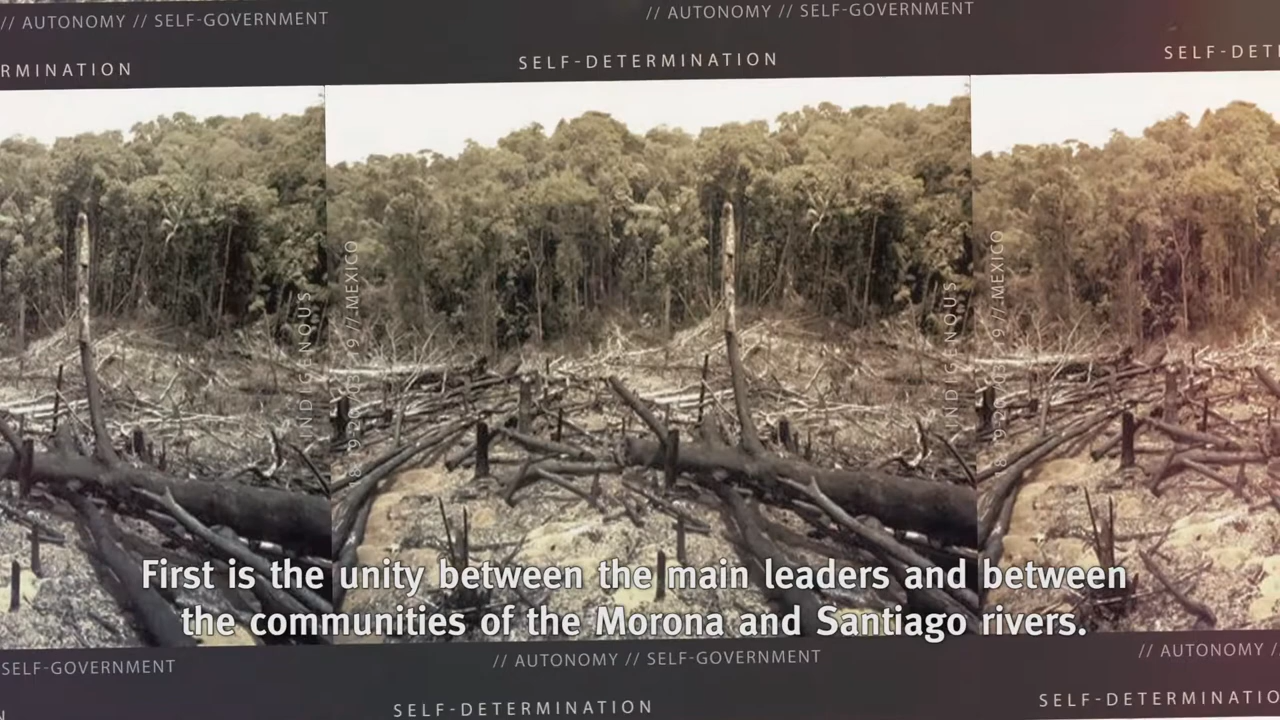 // AUTONOMY // SELF-GOVERNMENT
// AUTONOMY // SELF-GOVERNMENT
RMINATION
SELF-DETERMINATION
SELF-DET
INDIGENOUS
// MEXICO
INDIGENOUS
// MEXICO
First is the unity between the main leaders and between
the communities of the Morona and Santiago rivers.
SELF-GOVERNMENT
// AUTONOMY // SELF-GOVERNMENT
// AUTONOMY //
SELF-DETERMINATION
SELF-DETERMINATIO